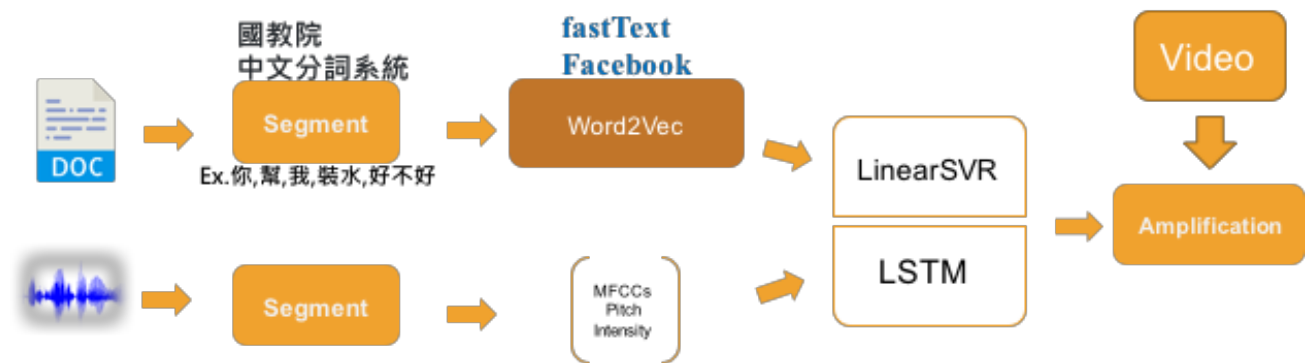 國教院
中文分詞系統
fastText
Facebook
Video
DOC
Segment
Word2Vec
Ex.你,幫,我,裝水,好不好
LinearSVR
LSTM
Amplification
Segment
MFCCs
Pitch
Intensity